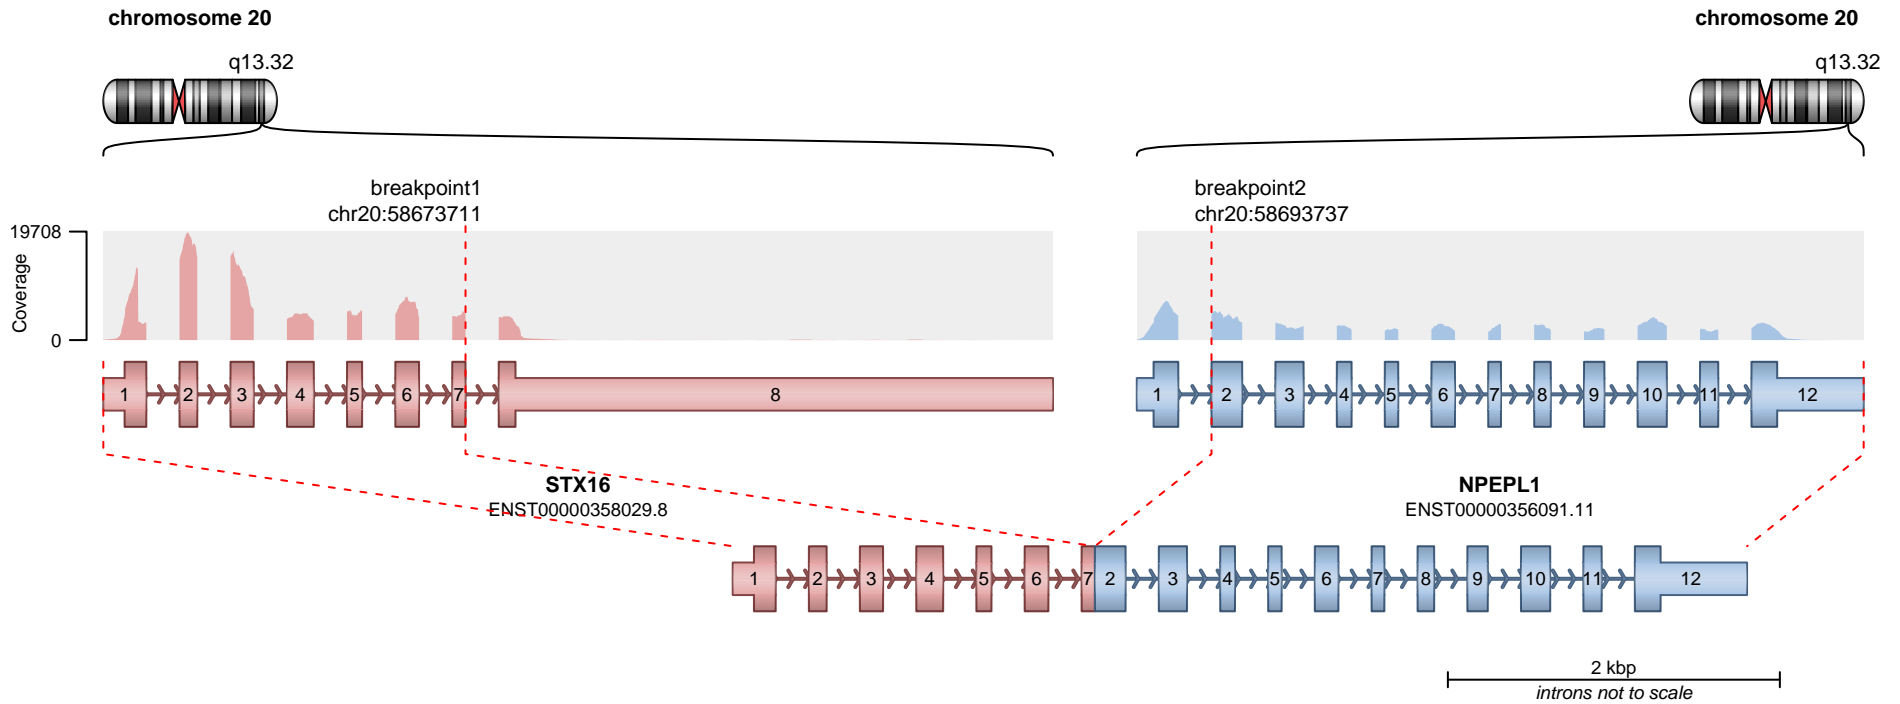 chromosome 20
chromosome 20
q13.32
q13.32
breakpoint1
chr20:58673711
breakpoint2
chr20:58693737
19708
Coverage
0
1 2 3 4 5 6 7 8
1 2 3 4 5 6 7 8 9 10 11 12
STX16
ENST00000358029.8
NPEPL1
ENST00000356091.11
1 2 3 4 5 6 7 2 3 4 5 6 7 8 9 10 11 12
2 kbp
introns not to scale